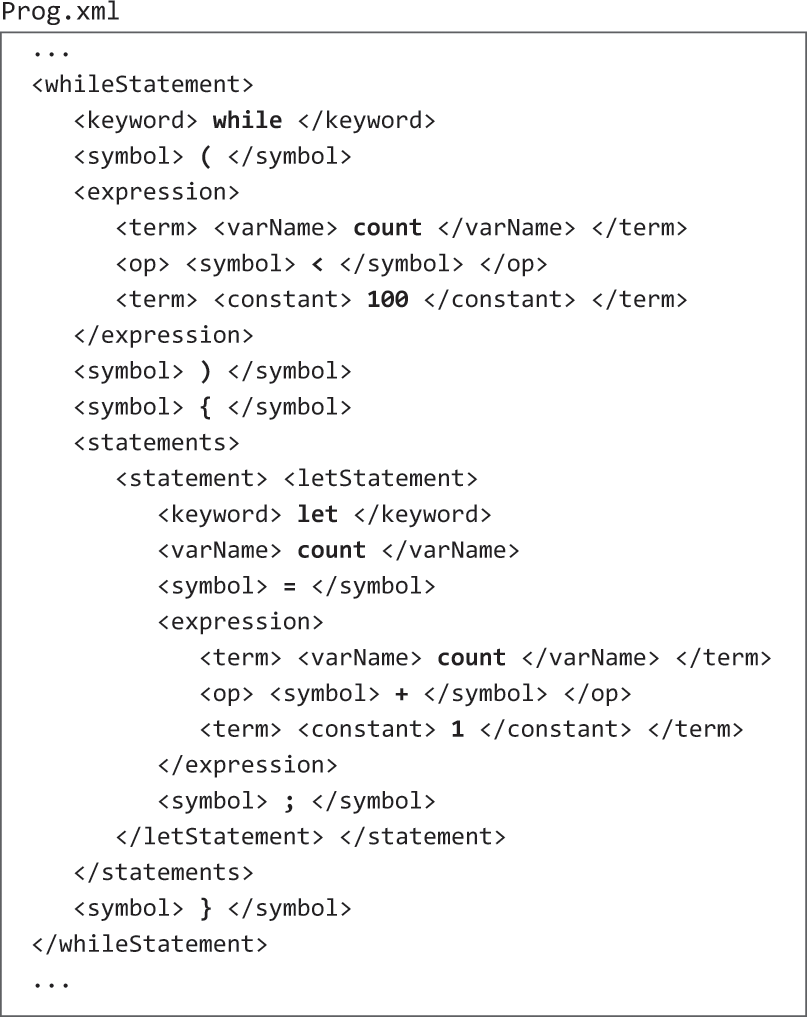 Prog.xml
...
<whileStatement>
<keyword> while </keyword>
<symbol> ( </symbol>
<expression>
<term> <varName> count </varName> </term>
<op> <symbol> < </symbol> </op>
<term> <constant> 100 </constant> </term>
</expression>
<symbol> ) </symbol>
<symbol> { </symbol>
<statements>
<statement> <letStatement>
<keyword> let </keyword>
<varName> count </varName>
<symbol> = </symbol>
<expression>
<term> <varName> count </varName> </term>
<op> <symbol> + </symbol> </op>
<term> <constant> 1 </constant> </term>
</expression>
<symbol> ; </symbol>
</letStatement> </statement>
</statements>
<symbol> } </symbol>
</whileStatement>
...